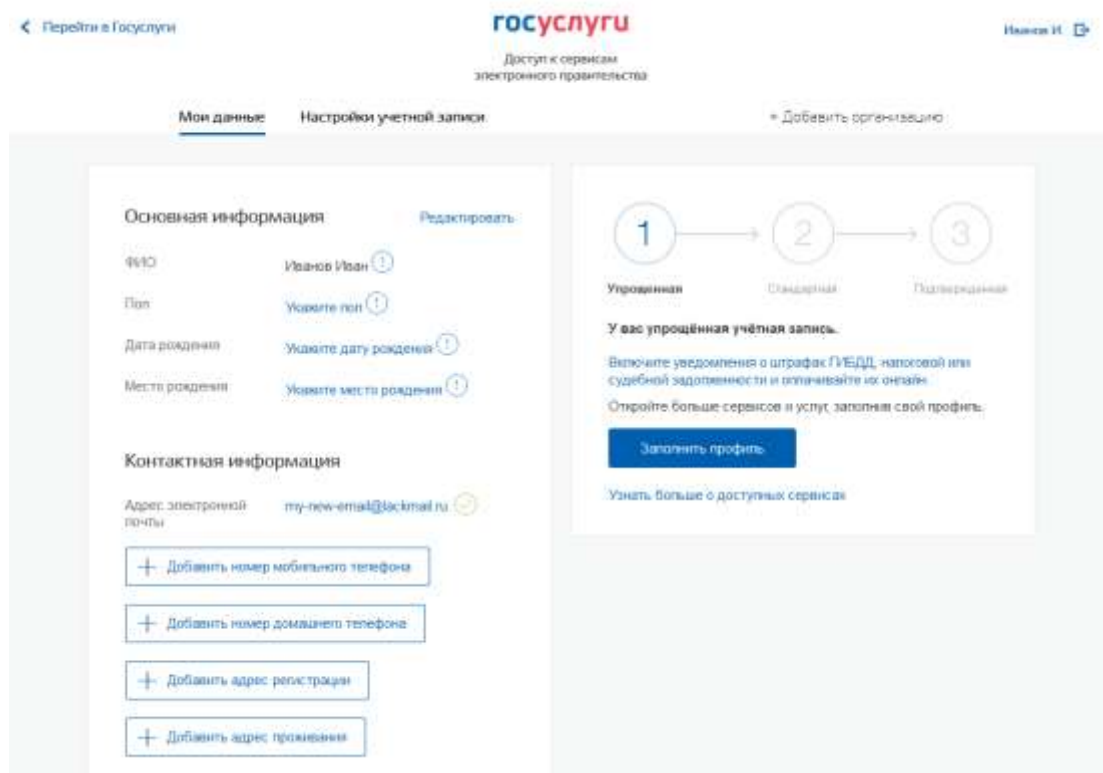 Перейти в Госуслуги
госуслуги
Иванов И.
Доступ к сервисам
электронного правительства
Мои данные
Настройки учетной записи
+ Добавить организацию
Основная информация
Редактировать
ФИО
Иванов Иван
Пол
Укажите пол
Дата рождения
Укажите дату рождения
Место рождения
Укажите место рождения
Контактная информация
Адрес электронной
почты
my-new-email@lackmail.ru
+ Добавить номер мобильного телефона
+ Добавить номер домашнего телефона
+ Добавить адрес регистрации
+ Добавить адрес проживания
1
2
3
Упрощенная
Стандартная
Подтвержденная
У вас упрощённая учётная запись.
Включите уведомления о штрафах ГИБДД, налоговой или
судебной задолженности и оплачивайте их онлайн.
Откройте больше сервисов и услуг, заполнив свой профиль.
Заполнить профиль
Узнать больше о доступных сервисах